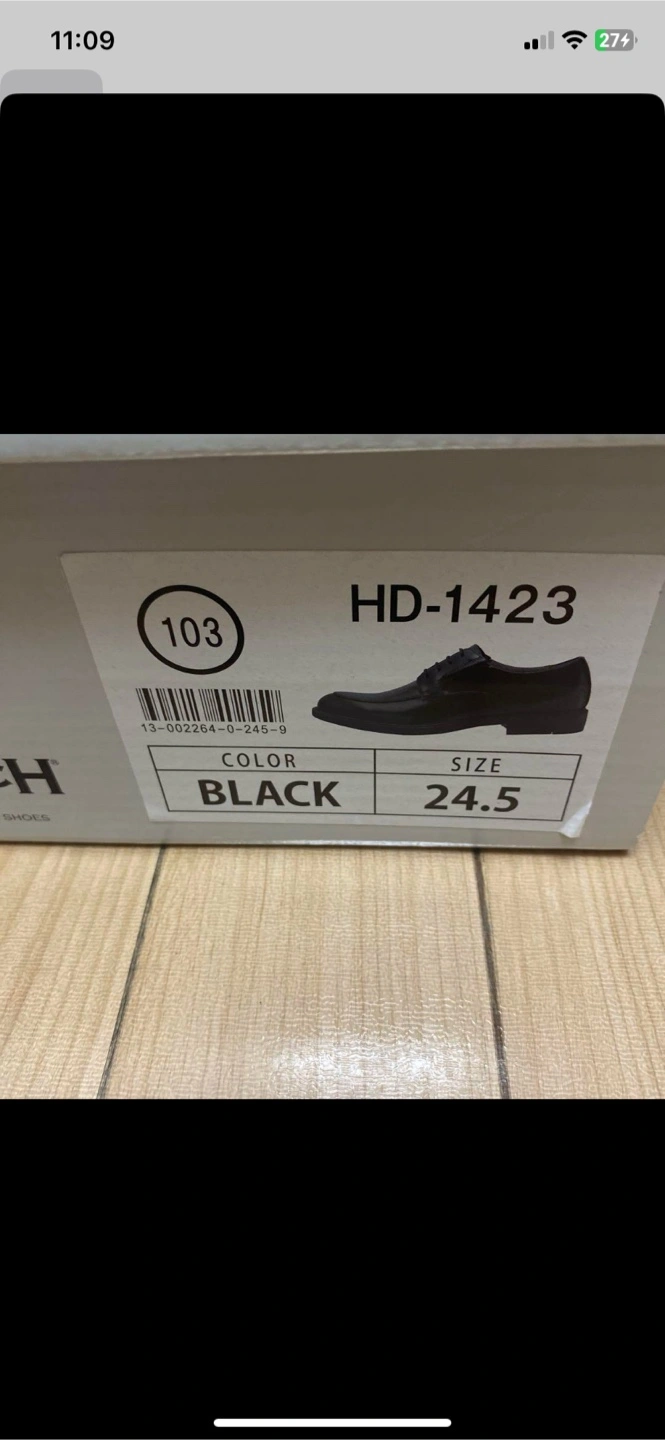 11:09
27
103
HD-1423
13-002264-0-245-9
COLOR
SIZE
BLACK
24.5
H®
SHOES